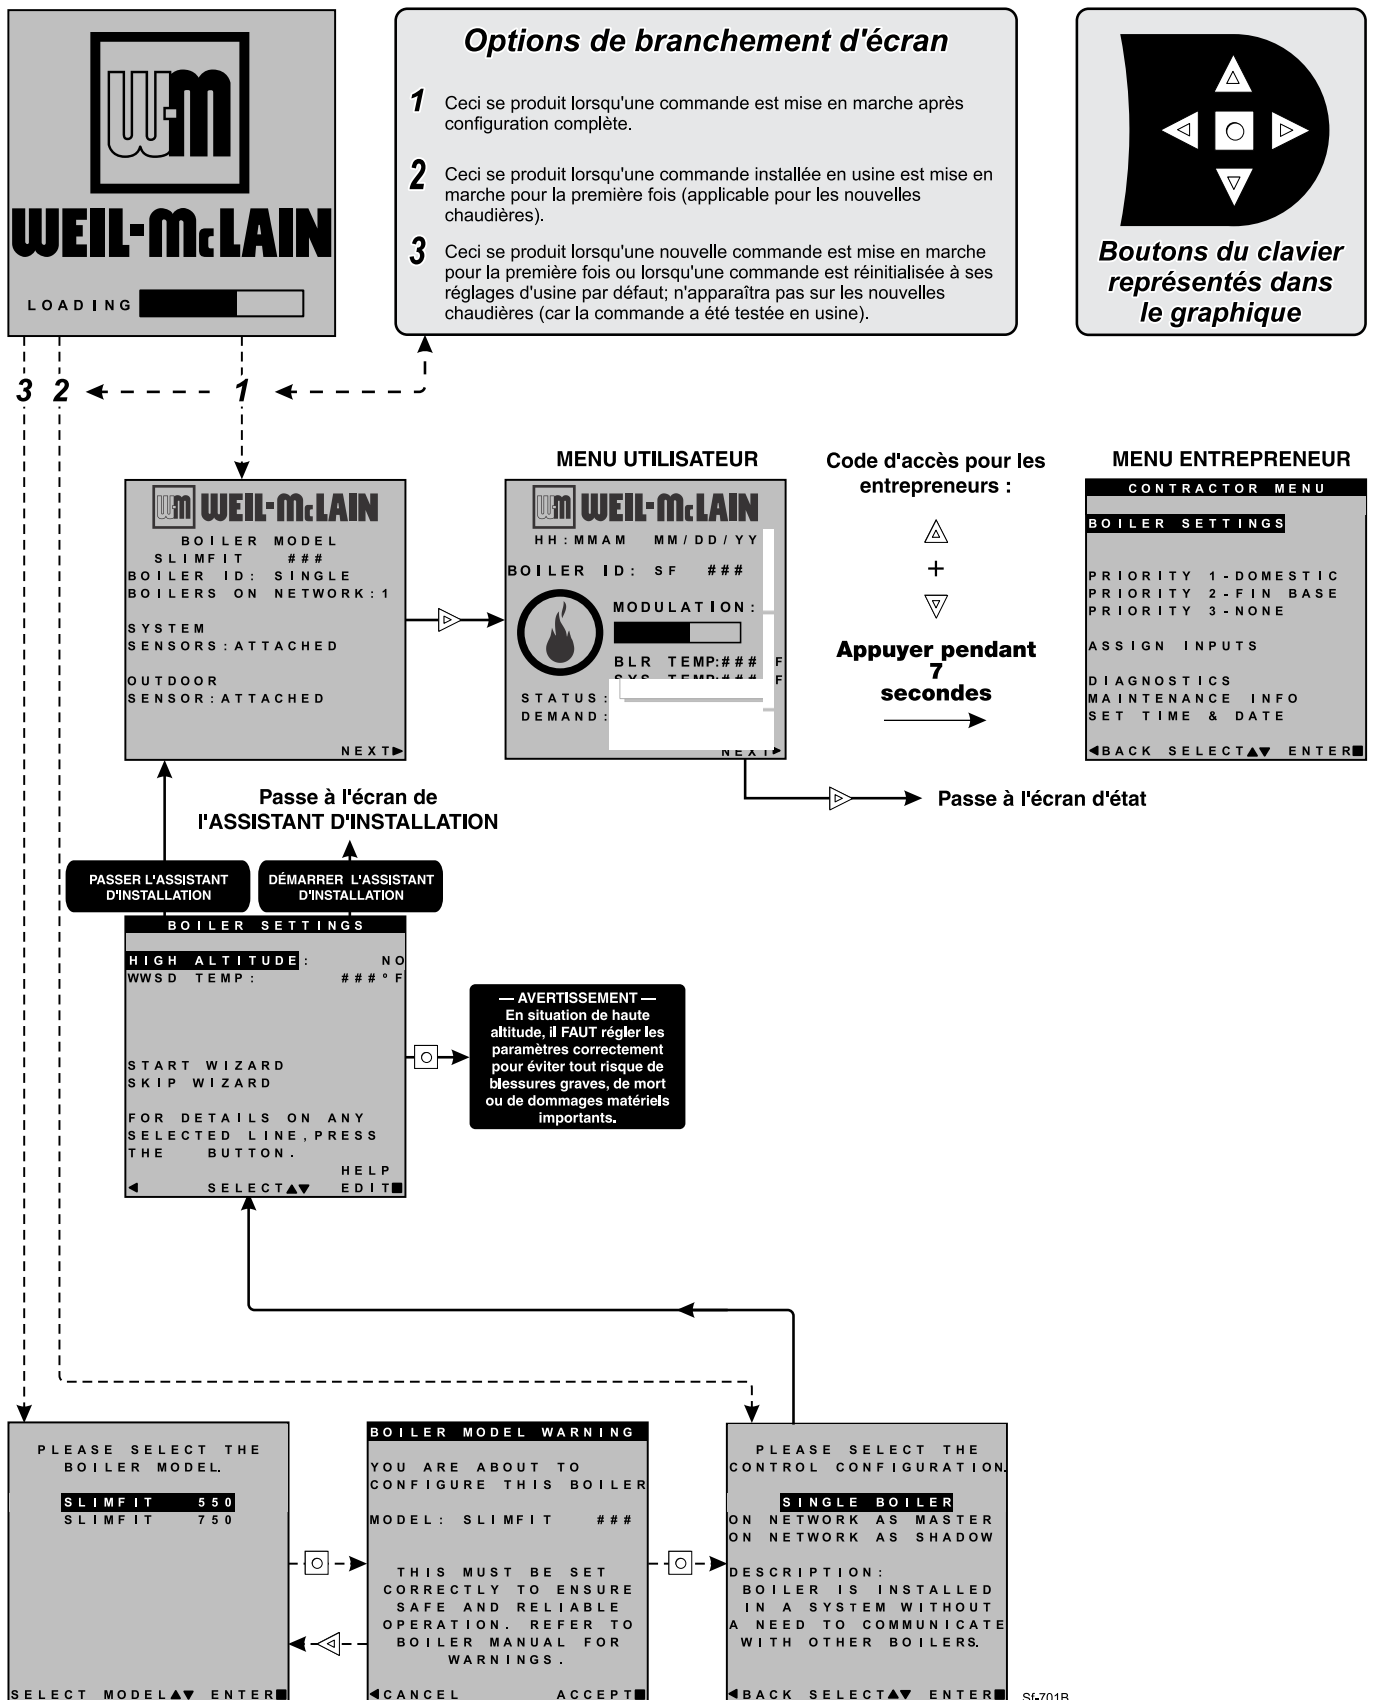 WM
WEIL-McLAIN
LOADING
Options de branchement d'écran
1 Ceci se produit lorsqu'une commande est mise en marche après
configuration complète.
2 Ceci se produit lorsqu'une commande installée en usine est mise en
marche pour la première fois (applicable pour les nouvelles
chaudières).
3 Ceci se produit lorsqu'une nouvelle commande est mise en marche
pour la première fois ou lorsqu'une commande est réinitialisée à ses
réglages d'usine par défaut; n'apparaîtra pas sur les nouvelles
chaudières (car la commande a été testée en usine).
Boutons du clavier
représentés dans
le graphique
3 2 1
WM WEIL-McLAIN
BOILER MODEL
SLIMFIT ###
BOILER ID: SINGLE
BOILERS ON NETWORK:1
SYSTEM
SENSORS:ATTACHED
OUTDOOR
SENSOR:ATTACHED
NEXT▶
MENU UTILISATEUR
WM WEIL-McLAIN
HH:MMAM MM/DD/YY
BOILER ID: SF ###
MODULATION:
BLR TEMP:### F
SYS TEMP:### F
STATUS:
DEMAND:
NEXT▶
Code d'accès pour les
entrepreneurs :
+
Appuyer pendant
7
secondes
MENU ENTREPRENEUR
CONTRACTOR MENU
BOILER SETTINGS
PRIORITY 1-DOMESTIC
PRIORITY 2-FIN BASE
PRIORITY 3-NONE
ASSIGN INPUTS
DIAGNOSTICS
MAINTENANCE INFO
SET TIME & DATE
◀BACK SELECT▲▼ ENTER■
Passe à l'écran d'état
Passe à l'écran de
l'ASSISTANT D'INSTALLATION
PASSER L'ASSISTANT
D'INSTALLATION
DÉMARRER L'ASSISTANT
D'INSTALLATION
BOILER SETTINGS
HIGH ALTITUDE: NO
WWSD TEMP: ###°F
START WIZARD
SKIP WIZARD
FOR DETAILS ON ANY
SELECTED LINE,PRESS
THE BUTTON.
HELP
◀ SELECT▲▼ EDIT■
— AVERTISSEMENT —
En situation de haute
altitude, il FAUT régler les
paramètres correctement
pour éviter tout risque de
blessures graves, de mort
ou de dommages matériels
importants.
PLEASE SELECT THE
BOILER MODEL.
SLIMFIT 550
SLIMFIT 750
SELECT MODEL▲▼ ENTER■
BOILER MODEL WARNING
YOU ARE ABOUT TO
CONFIGURE THIS BOILER
MODEL: SLIMFIT ###
THIS MUST BE SET
CORRECTLY TO ENSURE
SAFE AND RELIABLE
OPERATION. REFER TO
BOILER MANUAL FOR
WARNINGS.
◀CANCEL ACCEPT■
PLEASE SELECT THE
CONTROL CONFIGURATION.
SINGLE BOILER
ON NETWORK AS MASTER
ON NETWORK AS SHADOW
DESCRIPTION:
BOILER IS INSTALLED
IN A SYSTEM WITHOUT
A NEED TO COMMUNICATE
WITH OTHER BOILERS.
◀BACK SELECT▲▼ ENTER■
Sf-701B